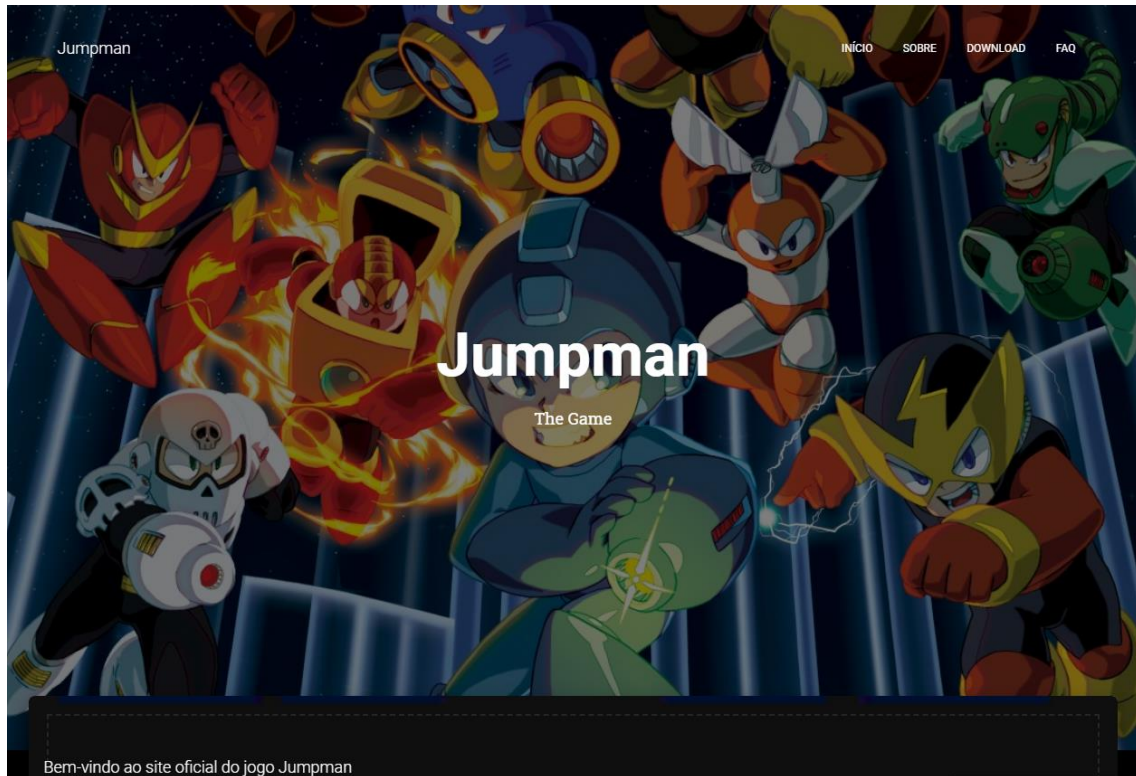 Jumpman
INÍCIO SOBRE DOWNLOAD FAQ
Jumpman
The Game
Bem-vindo ao site oficial do jogo Jumpman